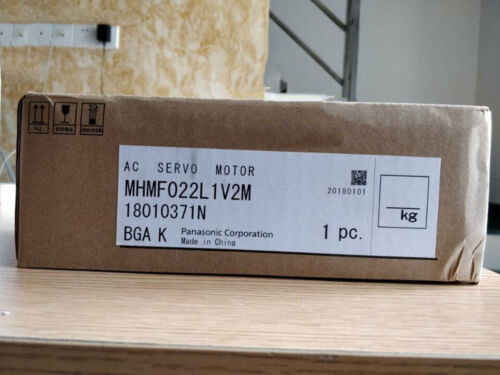 AC SERVO MOTOR
MHMF022L1V2M
18010371N
20180101
kg
BGA K Panasonic Corporation 1 pc.
Made in China